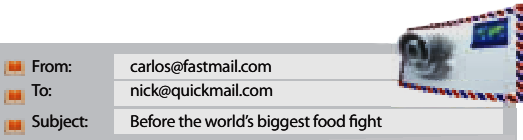 From: carlos@fastmail.com
To: nick@quickmail.com
Subject: Before the world's biggest food fight